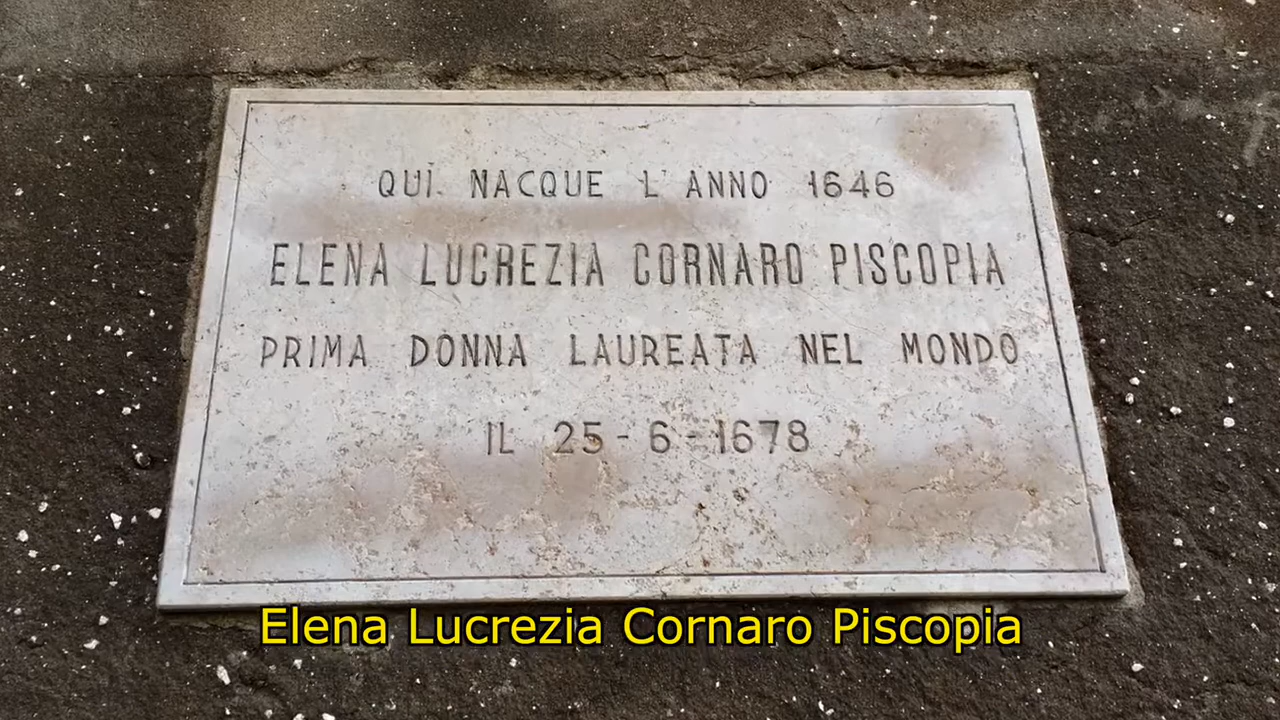 QUI NACQUE L'ANNO 1646
ELENA LUCREZIA CORNARO PISCOPIA
PRIMA DONNA LAUREATA NEL MONDO
IL 25-6-1678
Elena Lucrezia Cornaro Piscopia